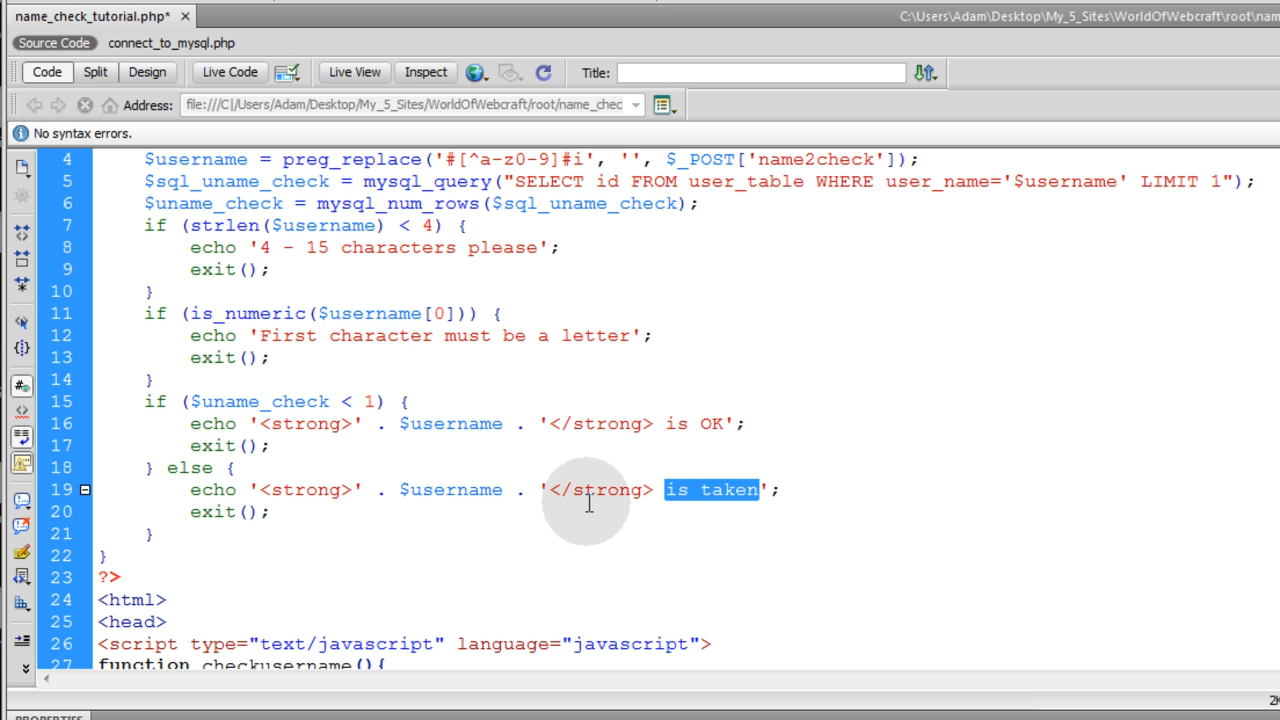 name_check_tutorial.php* ×
C:\Users\Adam\Desktop\My_5_Sites\WorldOfWebcraft\root\nam
Source Code connect_to_mysql.php
Code Split Design Live Code Live View Inspect Title:
Address: file:///C|/Users/Adam/Desktop/My_5_Sites/WorldOfWebcraft/root/name_chec
No syntax errors.
4 $username = preg_replace('#[^a-z0-9]#i', '', $_POST['name2check']);
5 $sql_uname_check = mysql_query("SELECT id FROM user_table WHERE user_name='$username' LIMIT 1");
6 $uname_check = mysql_num_rows($sql_uname_check);
7 if (strlen($username) < 4) {
8 echo '4 - 15 characters please';
9 exit();
10 }
11 if (is_numeric($username[0])) {
12 echo 'First character must be a letter';
13 exit();
14 }
15 if ($uname_check < 1) {
16 echo '<strong>' . $username . '</strong> is OK';
17 exit();
18 } else {
19 echo '<strong>' . $username . '</strong> is taken';
20 exit();
21 }
22 }
23 ?>
24 <html>
25 <head>
26 <script type="text/javascript" language="javascript">
27 function checkusername(){
2K
PROPERTIES